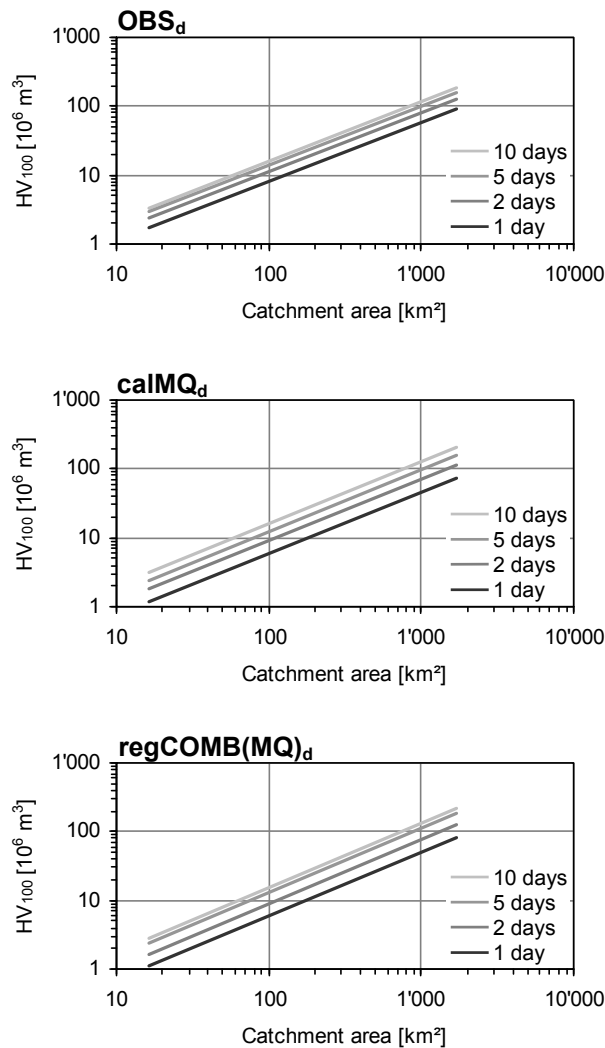 OBSd
1'000
100
10
1
HV100 [10⁶ m³]
10 days
5 days
2 days
1 day
10 100 1'000 10'000
Catchment area [km²]
calMQd
1'000
100
10
1
HV100 [10⁶ m³]
10 days
5 days
2 days
1 day
10 100 1'000 10'000
Catchment area [km²]
regCOMB(MQ)d
1'000
100
10
1
HV100 [10⁶ m³]
10 days
5 days
2 days
1 day
10 100 1'000 10'000
Catchment area [km²]